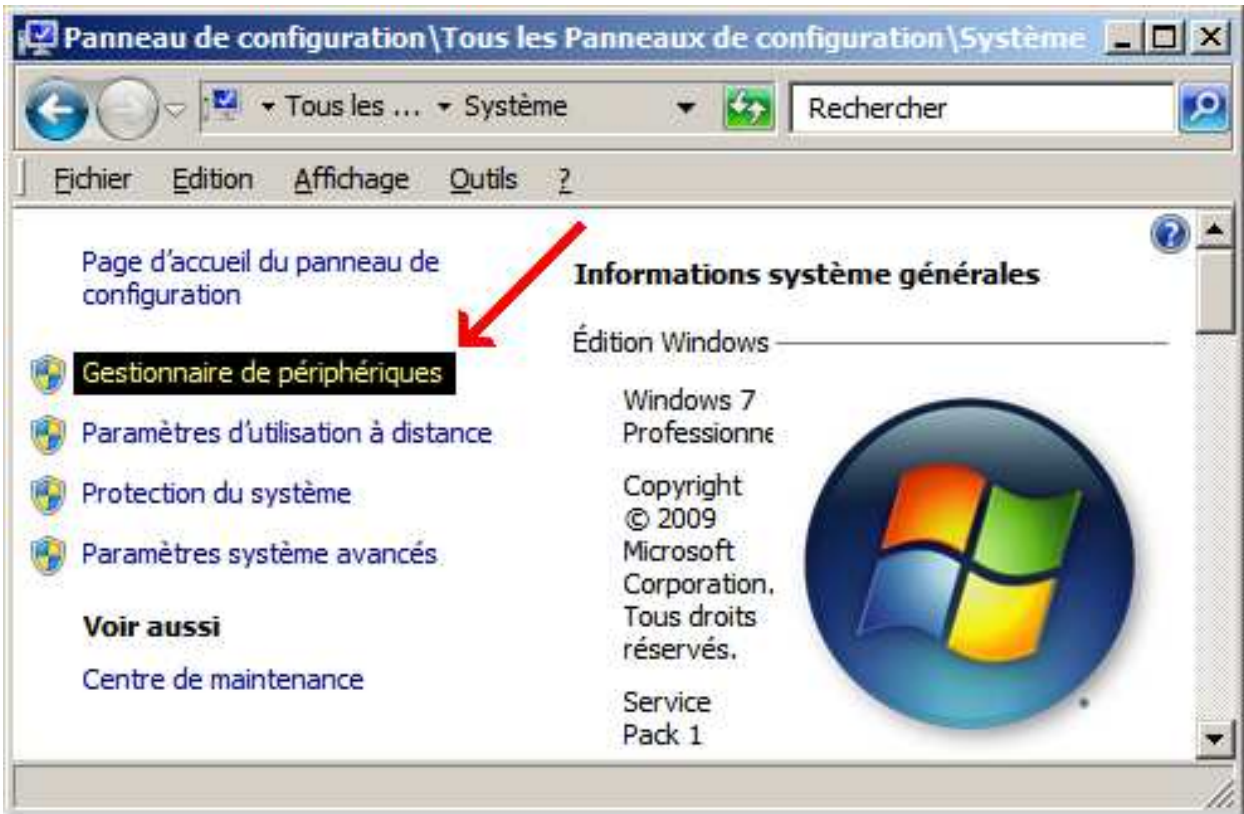 Panneau de configuration\Tous les Panneaux de configuration\Système
Tous les ... Système
Rechercher
Fichier Edition Affichage Outils ?
Page d'accueil du panneau de
configuration
Gestionnaire de périphériques
Paramètres d'utilisation à distance
Protection du système
Paramètres système avancés
Voir aussi
Centre de maintenance
Informations système générales
Édition Windows
Windows 7
Professionne
Copyright
© 2009
Microsoft
Corporation.
Tous droits
réservés.
Service
Pack 1